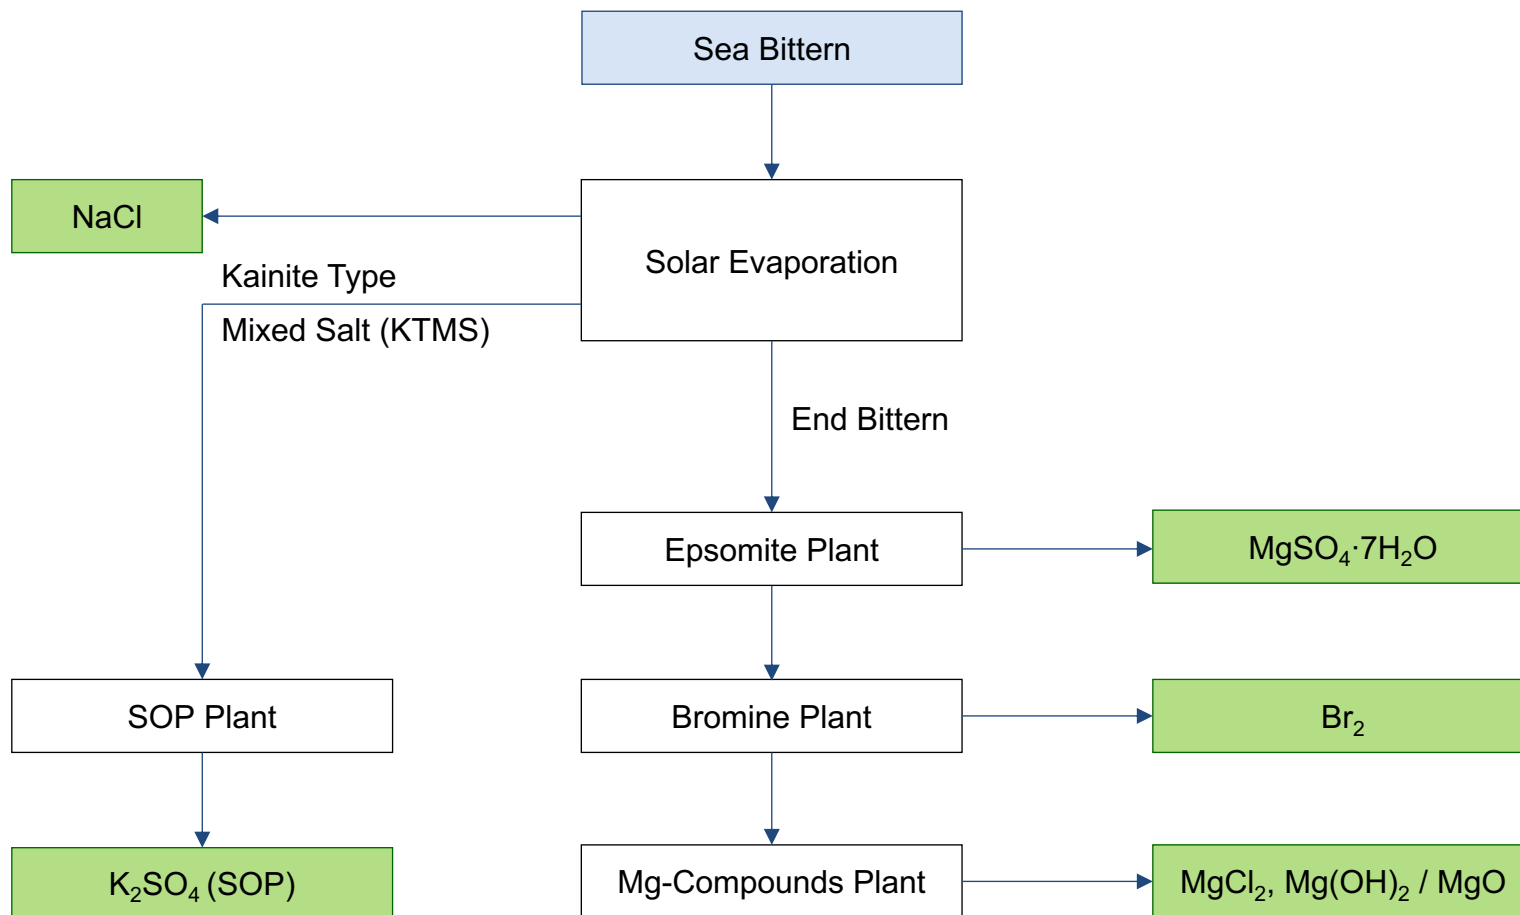 Sea Bittern
NaCl
Solar Evaporation
Kainite Type
Mixed Salt (KTMS)
End Bittern
Epsomite Plant
MgSO₄·7H₂O
SOP Plant
Bromine Plant
Br₂
K₂SO₄ (SOP)
Mg-Compounds Plant
MgCl₂, Mg(OH)₂ / MgO